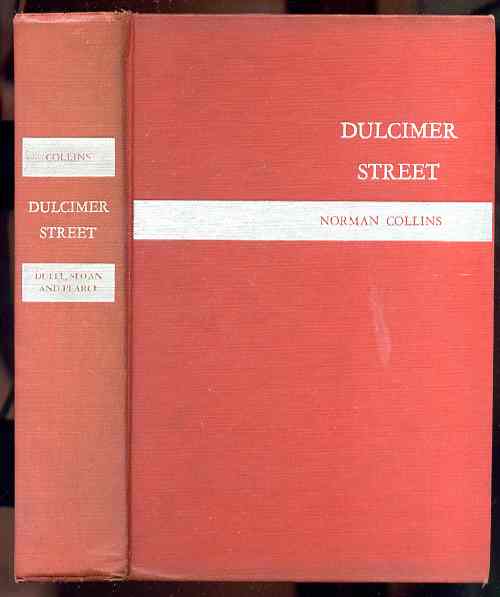 COLLINS
DULCIMER
STREET
DUELL, SLOAN
AND PEARCE
DULCIMER
STREET
NORMAN COLLINS